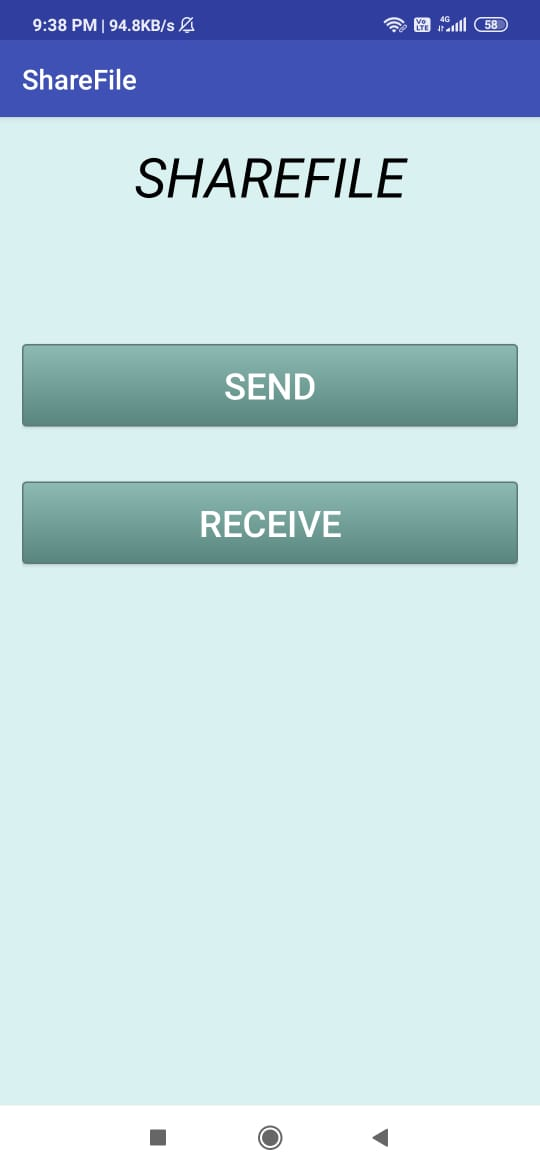 9:38 PM | 94.8KB/s Vo LTE 4G 58
ShareFile
SHAREFILE
SEND
RECEIVE